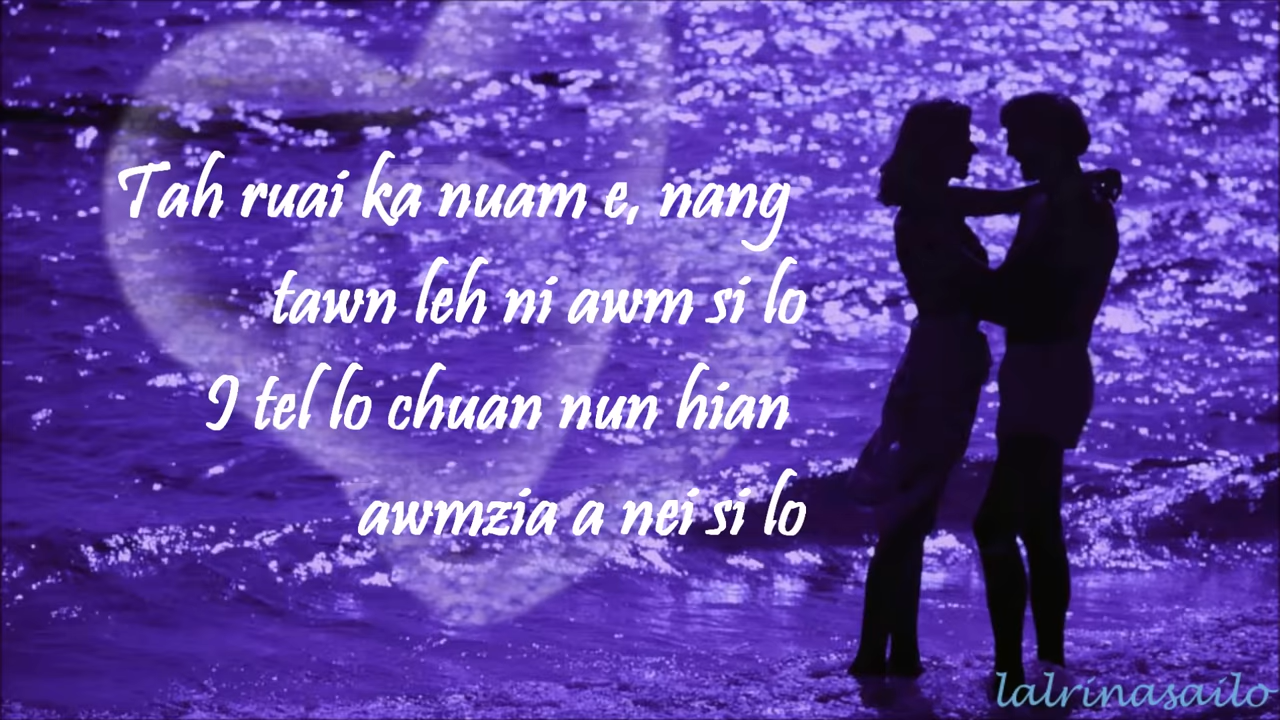 Tah ruai ka nuam e, nang
tawn leh ni awm si lo
I tel lo chuan nun hian
awmzia a nei si lo
lalrinasailo